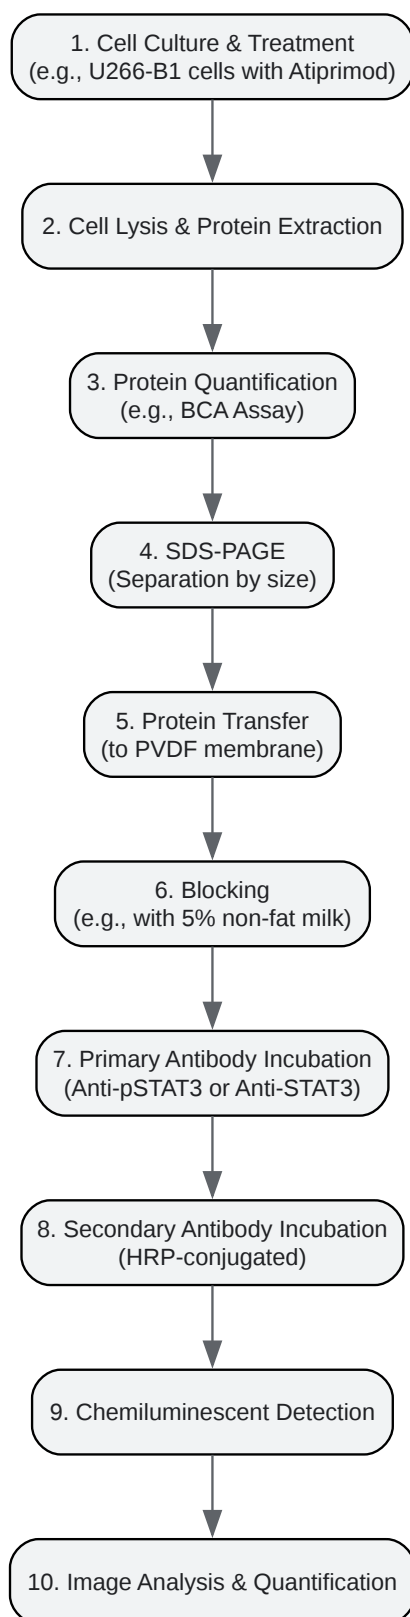 1. Cell Culture & Treatment
(e.g., U266-B1 cells with Atiprimod)
2. Cell Lysis & Protein Extraction
3. Protein Quantification
(e.g., BCA Assay)
4. SDS-PAGE
(Separation by size)
5. Protein Transfer
(to PVDF membrane)
6. Blocking
(e.g., with 5% non-fat milk)
7. Primary Antibody Incubation
(Anti-pSTAT3 or Anti-STAT3)
8. Secondary Antibody Incubation
(HRP-conjugated)
9. Chemiluminescent Detection
10. Image Analysis & Quantification